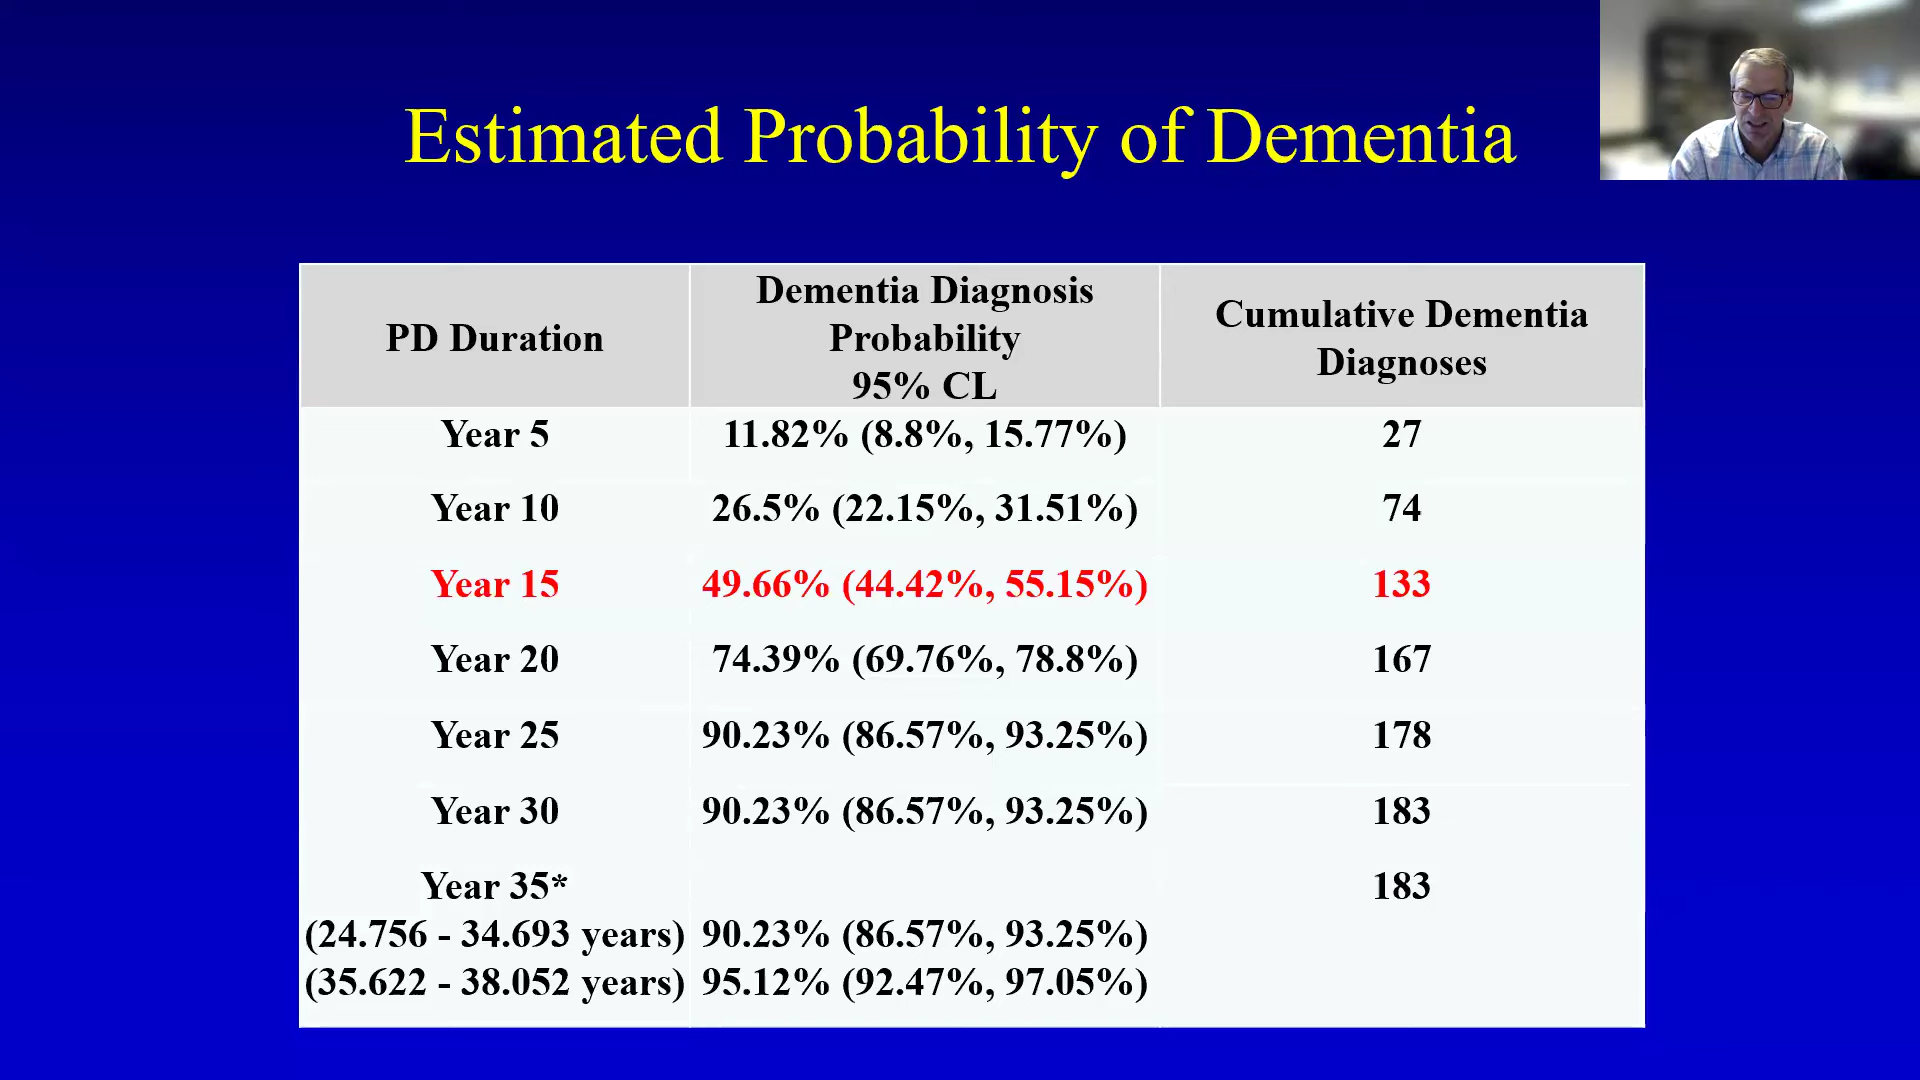 Estimated Probability of Dementia
PD Duration
Dementia Diagnosis
Probability
95% CL
Cumulative Dementia
Diagnoses
Year 5 11.82% (8.8%, 15.77%) 27
Year 10 26.5% (22.15%, 31.51%) 74
Year 15 49.66% (44.42%, 55.15%) 133
Year 20 74.39% (69.76%, 78.8%) 167
Year 25 90.23% (86.57%, 93.25%) 178
Year 30 90.23% (86.57%, 93.25%) 183
Year 35* 183
(24.756 - 34.693 years) 90.23% (86.57%, 93.25%)
(35.622 - 38.052 years) 95.12% (92.47%, 97.05%)